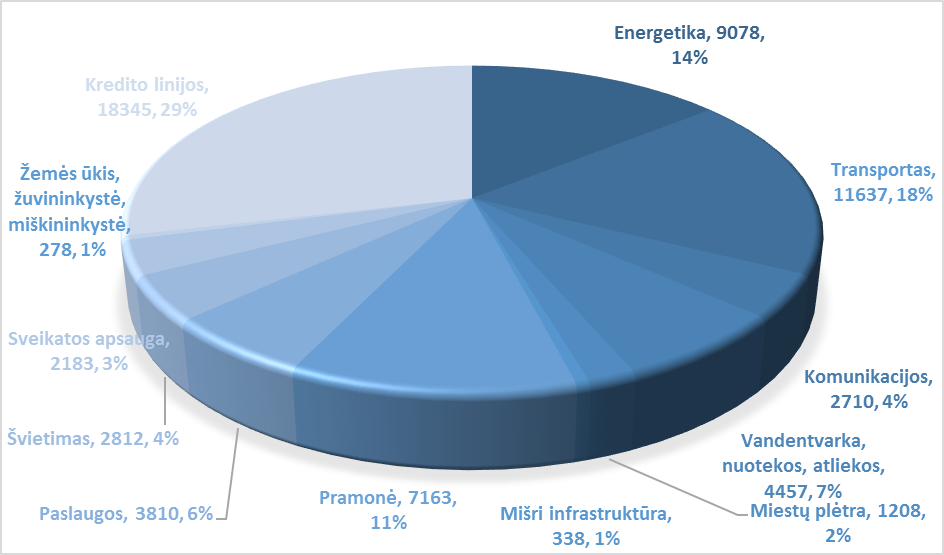 Energetika, 9078,
14%
Transportas,
11637, 18%
Komunikacijos,
2710, 4%
Vandentvarka,
nuotekos, atliekos,
4457, 7%
Miestų plėtra, 1208,
2%
Mišri infrastruktūra,
338, 1%
Pramonė, 7163,
11%
Paslaugos, 3810, 6%
Švietimas, 2812, 4%
Sveikatos apsauga,
2183, 3%
Žemės ūkis,
žuvininkystė,
miškininkystė,
278, 1%
Kredito linijos,
18345, 29%